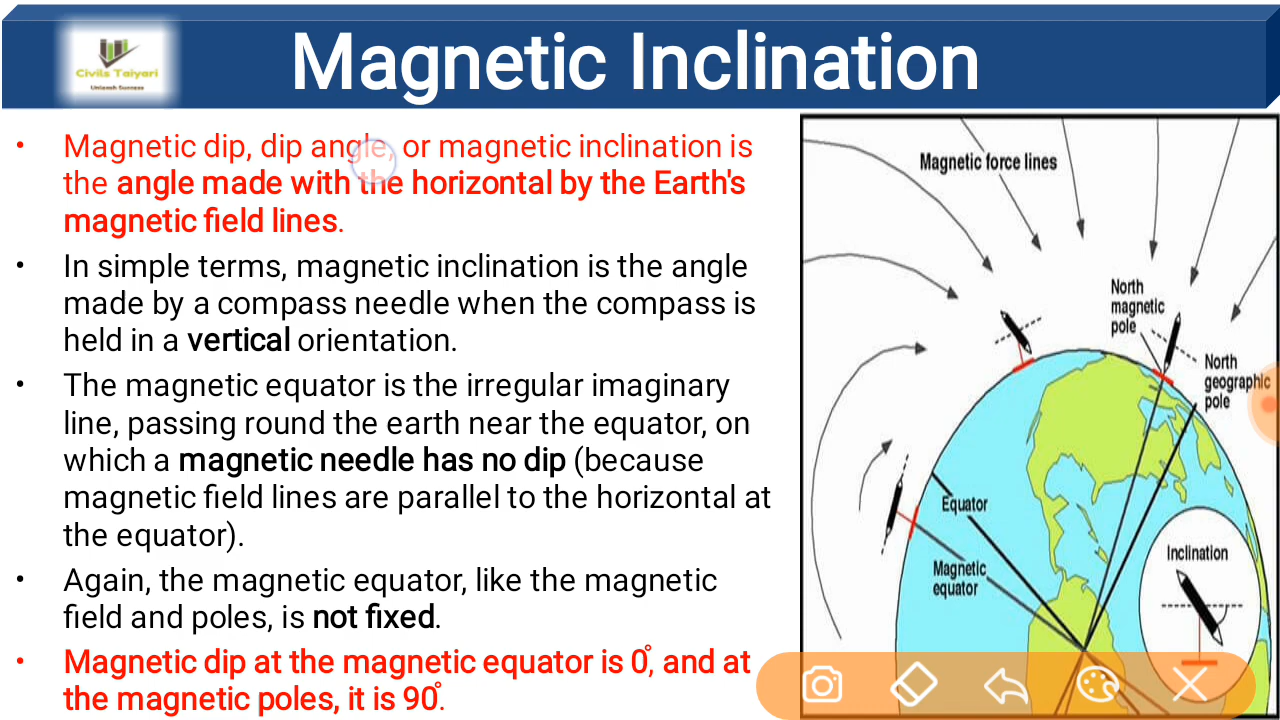 Magnetic Inclination
Civils Taiyari
Unleash Success
• Magnetic dip, dip angle, or magnetic inclination is
the angle made with the horizontal by the Earth's
magnetic field lines.
• In simple terms, magnetic inclination is the angle
made by a compass needle when the compass is
held in a vertical orientation.
• The magnetic equator is the irregular imaginary
line, passing round the earth near the equator, on
which a magnetic needle has no dip (because
magnetic field lines are parallel to the horizontal at
the equator).
• Again, the magnetic equator, like the magnetic
field and poles, is not fixed.
• Magnetic dip at the magnetic equator is 0°, and at
the magnetic poles, it is 90°.
Magnetic force lines
North
magnetic
pole
North
geographic
pole
Equator
Magnetic
equator
Inclination